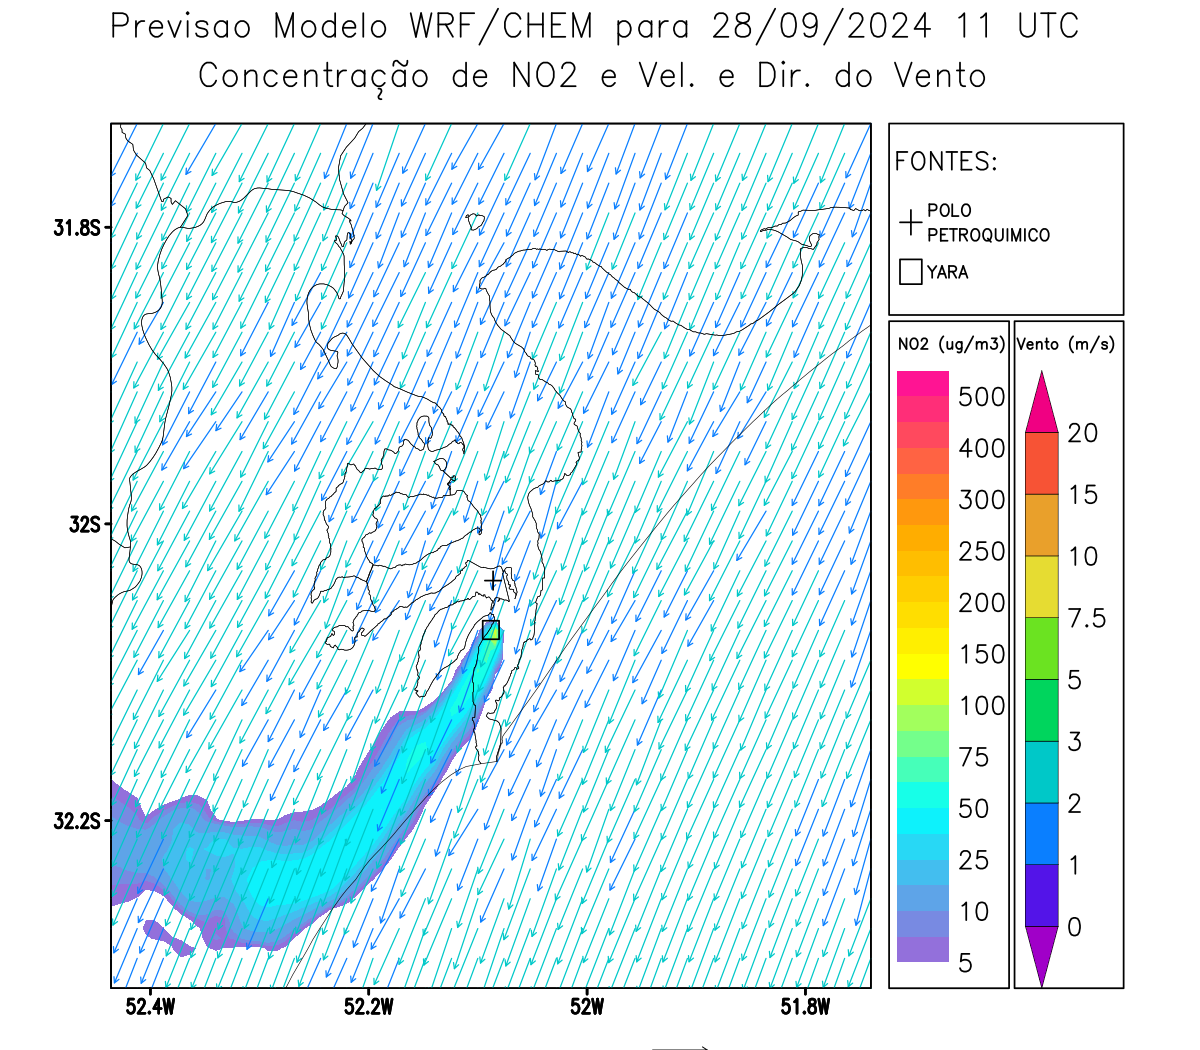 Previsao Modelo WRF/CHEM para 28/09/2024 11 UTC
Concentração de NO2 e Vel. e Dir. do Vento
FONTES:
POLO
PETROQUIMICO
YARA
NO2 (ug/m3)
500
400
300
250
200
150
100
75
50
25
10
5
Vento (m/s)
20
15
10
7.5
5
3
2
1
0
31.8S
32S
32.2S
52.4W
52.2W
52W
51.8W